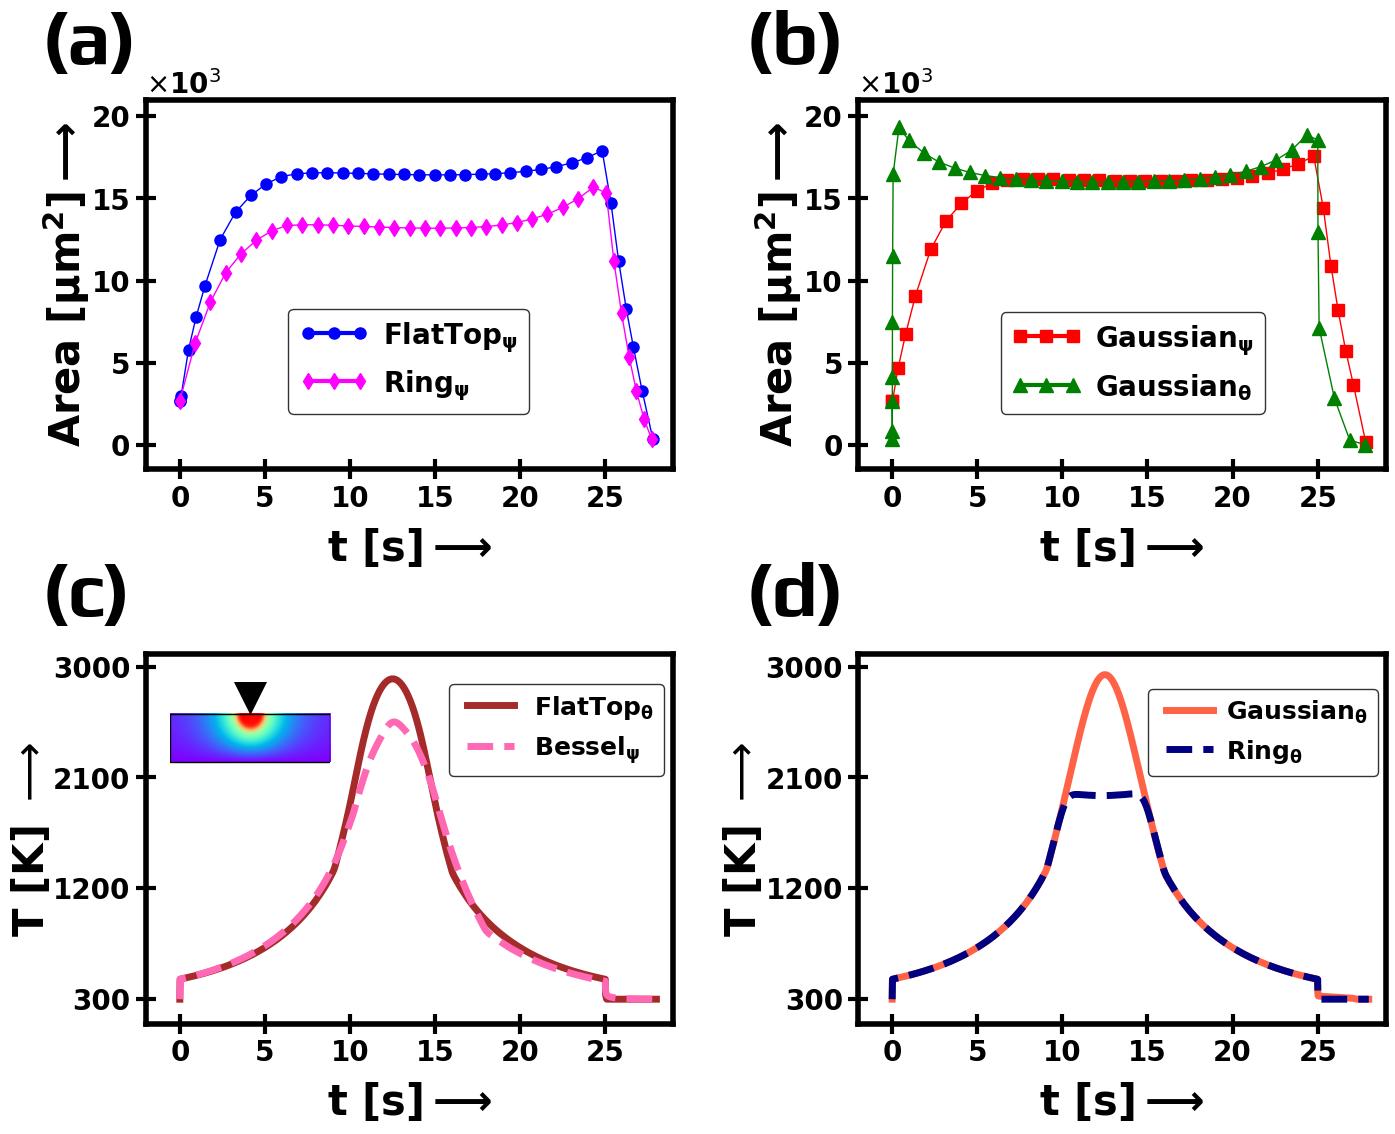 (a)
×10³
Area [μm²] ⟶
20
15
10
5
0
FlatTopψ
Ringψ
0 5 10 15 20 25
t [s] ⟶
(b)
×10³
Area [μm²] ⟶
20
15
10
5
0
Gaussianψ
Gaussianθ
0 5 10 15 20 25
t [s] ⟶
(c)
T [K] ⟶
3000
2100
1200
300
FlatTopθ
Besselψ
0 5 10 15 20 25
t [s] ⟶
(d)
T [K] ⟶
3000
2100
1200
300
Gaussianθ
Ringθ
0 5 10 15 20 25
t [s] ⟶